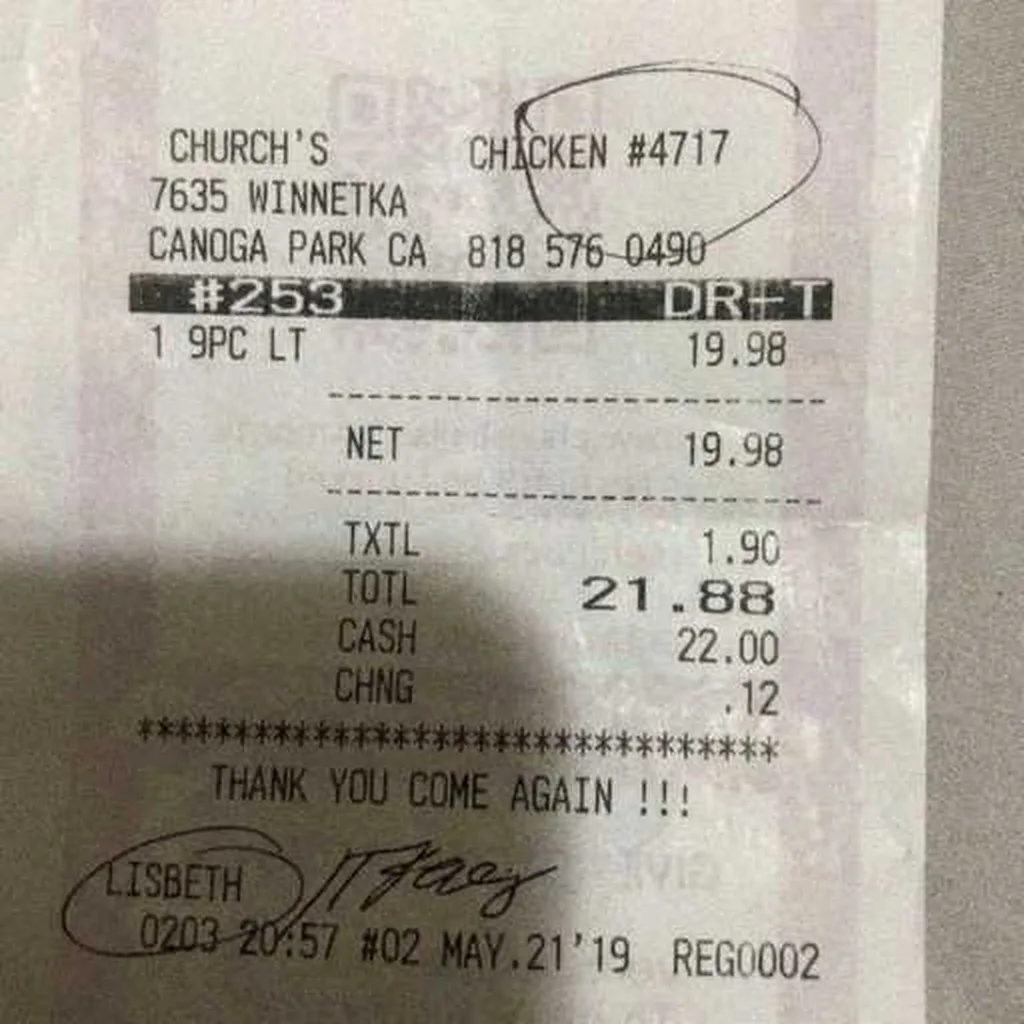 CHURCH'S CHICKEN #4717
7635 WINNETKA
CANOGA PARK CA 818 576 0490
#253 DR-T
1 9PC LT 19.98
NET 19.98
TXTL 1.90
TOTL 21.88
CASH 22.00
CHNG .12
*********************************
THANK YOU COME AGAIN !!!
LISBETH
0203 20:57 #02 MAY.21'19 REG0002